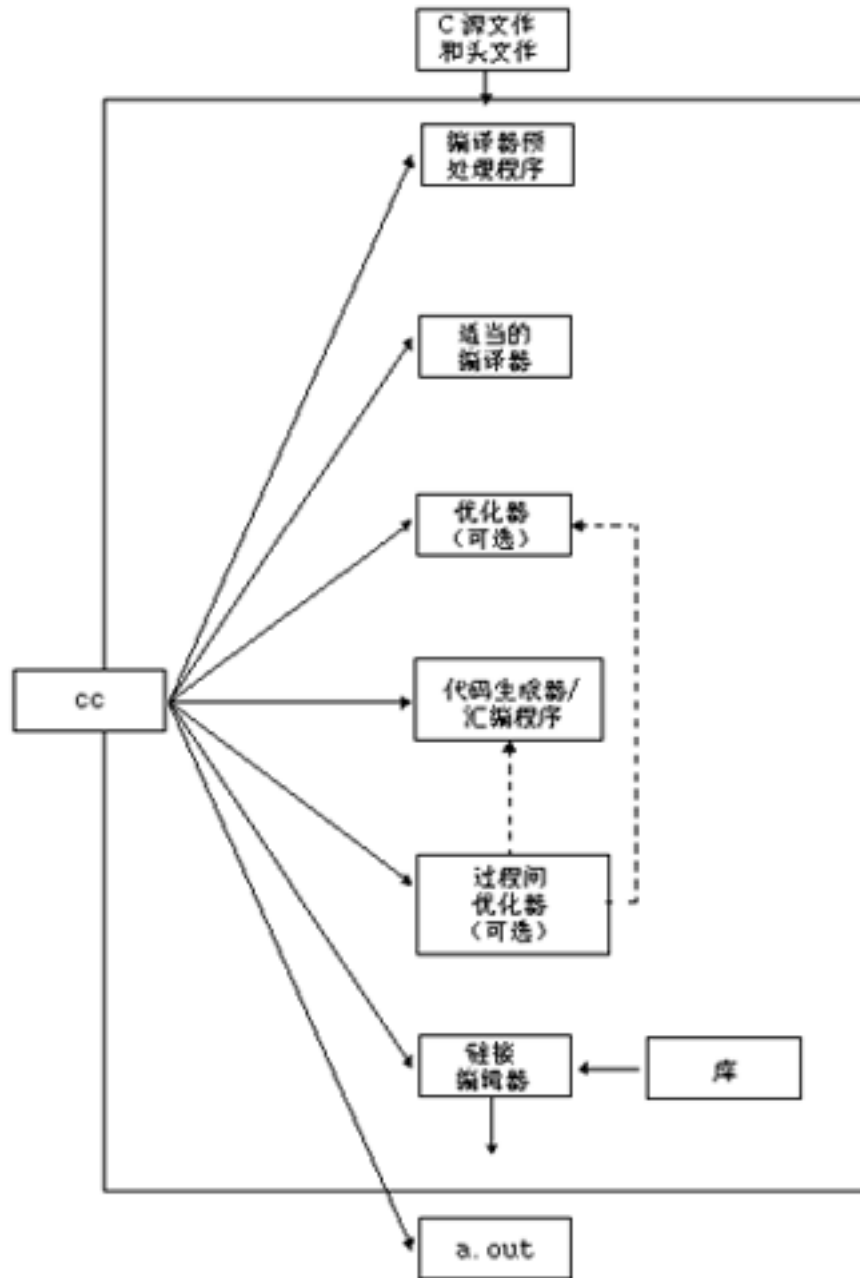 C 源文件
和头文件
编译器预
处理程序
适当的
编译器
优化器
（可选）
cc
代码生成器/
汇编程序
过程间
优化器
（可选）
链接
编辑器
库
a.out